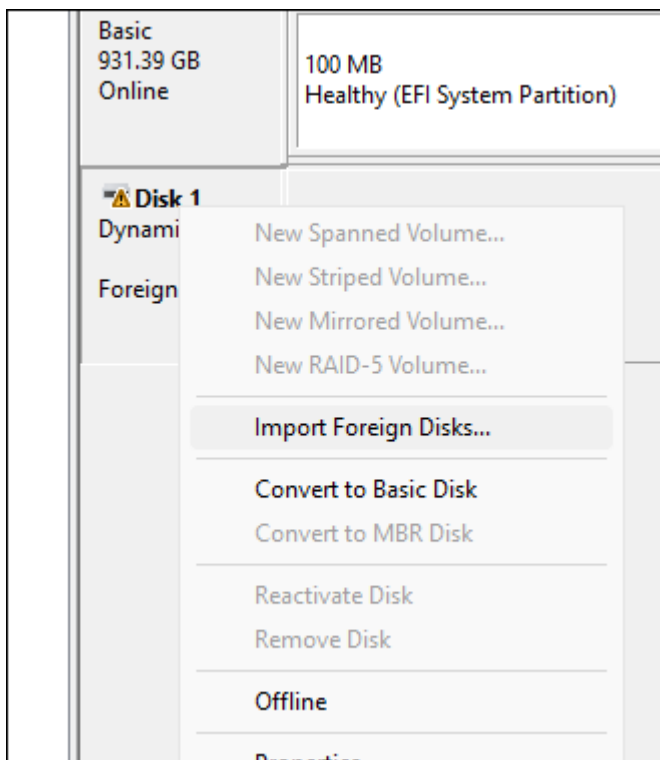 Basic
931.39 GB
Online
100 MB
Healthy (EFI System Partition)
Disk 1
Foreign
New Spanned Volume...
New Striped Volume...
New Mirrored Volume...
New RAID-5 Volume...
Import Foreign Disks...
Convert to Basic Disk
Convert to MBR Disk
Reactivate Disk
Remove Disk
Offline